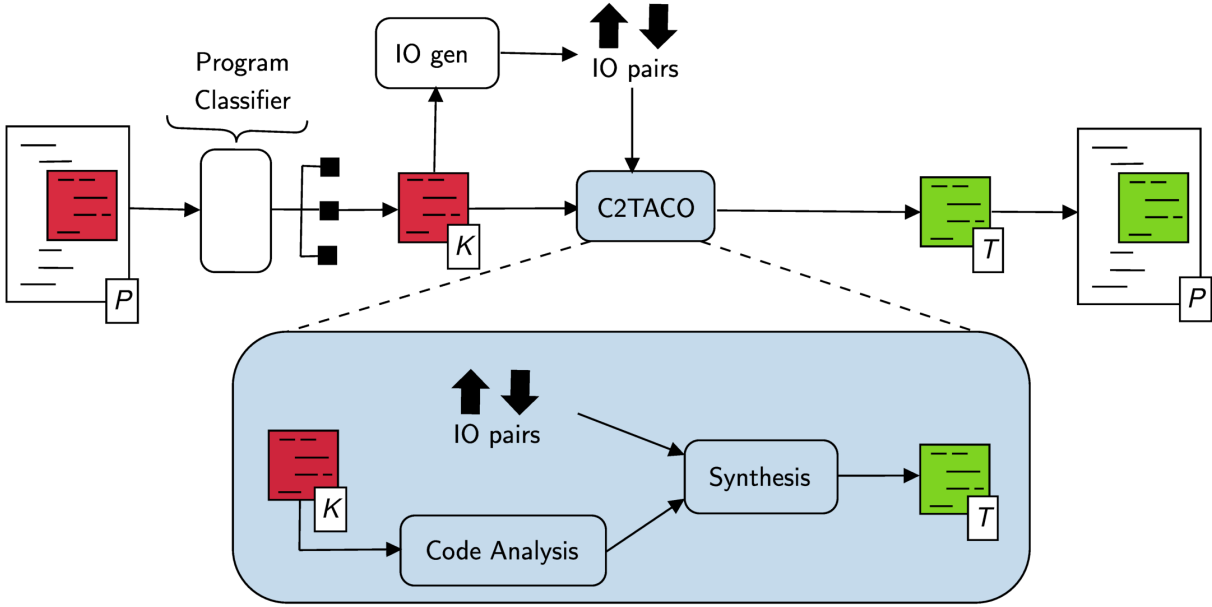 IO gen
IO pairs
Program
Classifier
P
K
C2TACO
T
P
IO pairs
K
Code Analysis
Synthesis
T